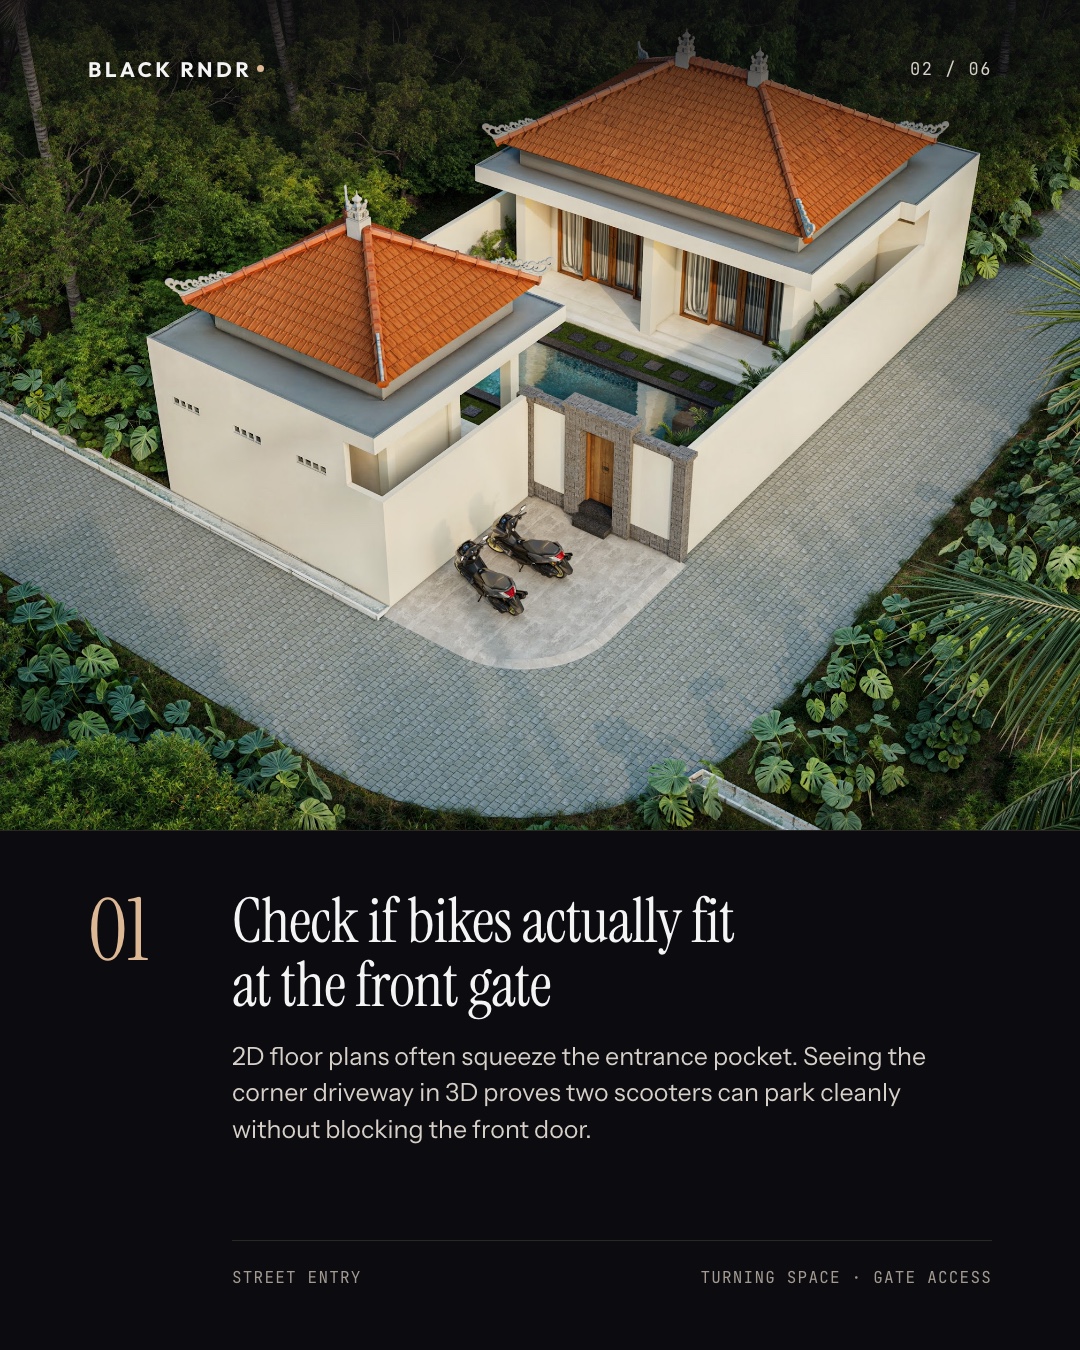 BLACK RNDR
02 / 06
01
Check if bikes actually fit
at the front gate
2D floor plans often squeeze the entrance pocket. Seeing the
corner driveway in 3D proves two scooters can park cleanly
without blocking the front door.
STREET ENTRY
TURNING SPACE · GATE ACCESS